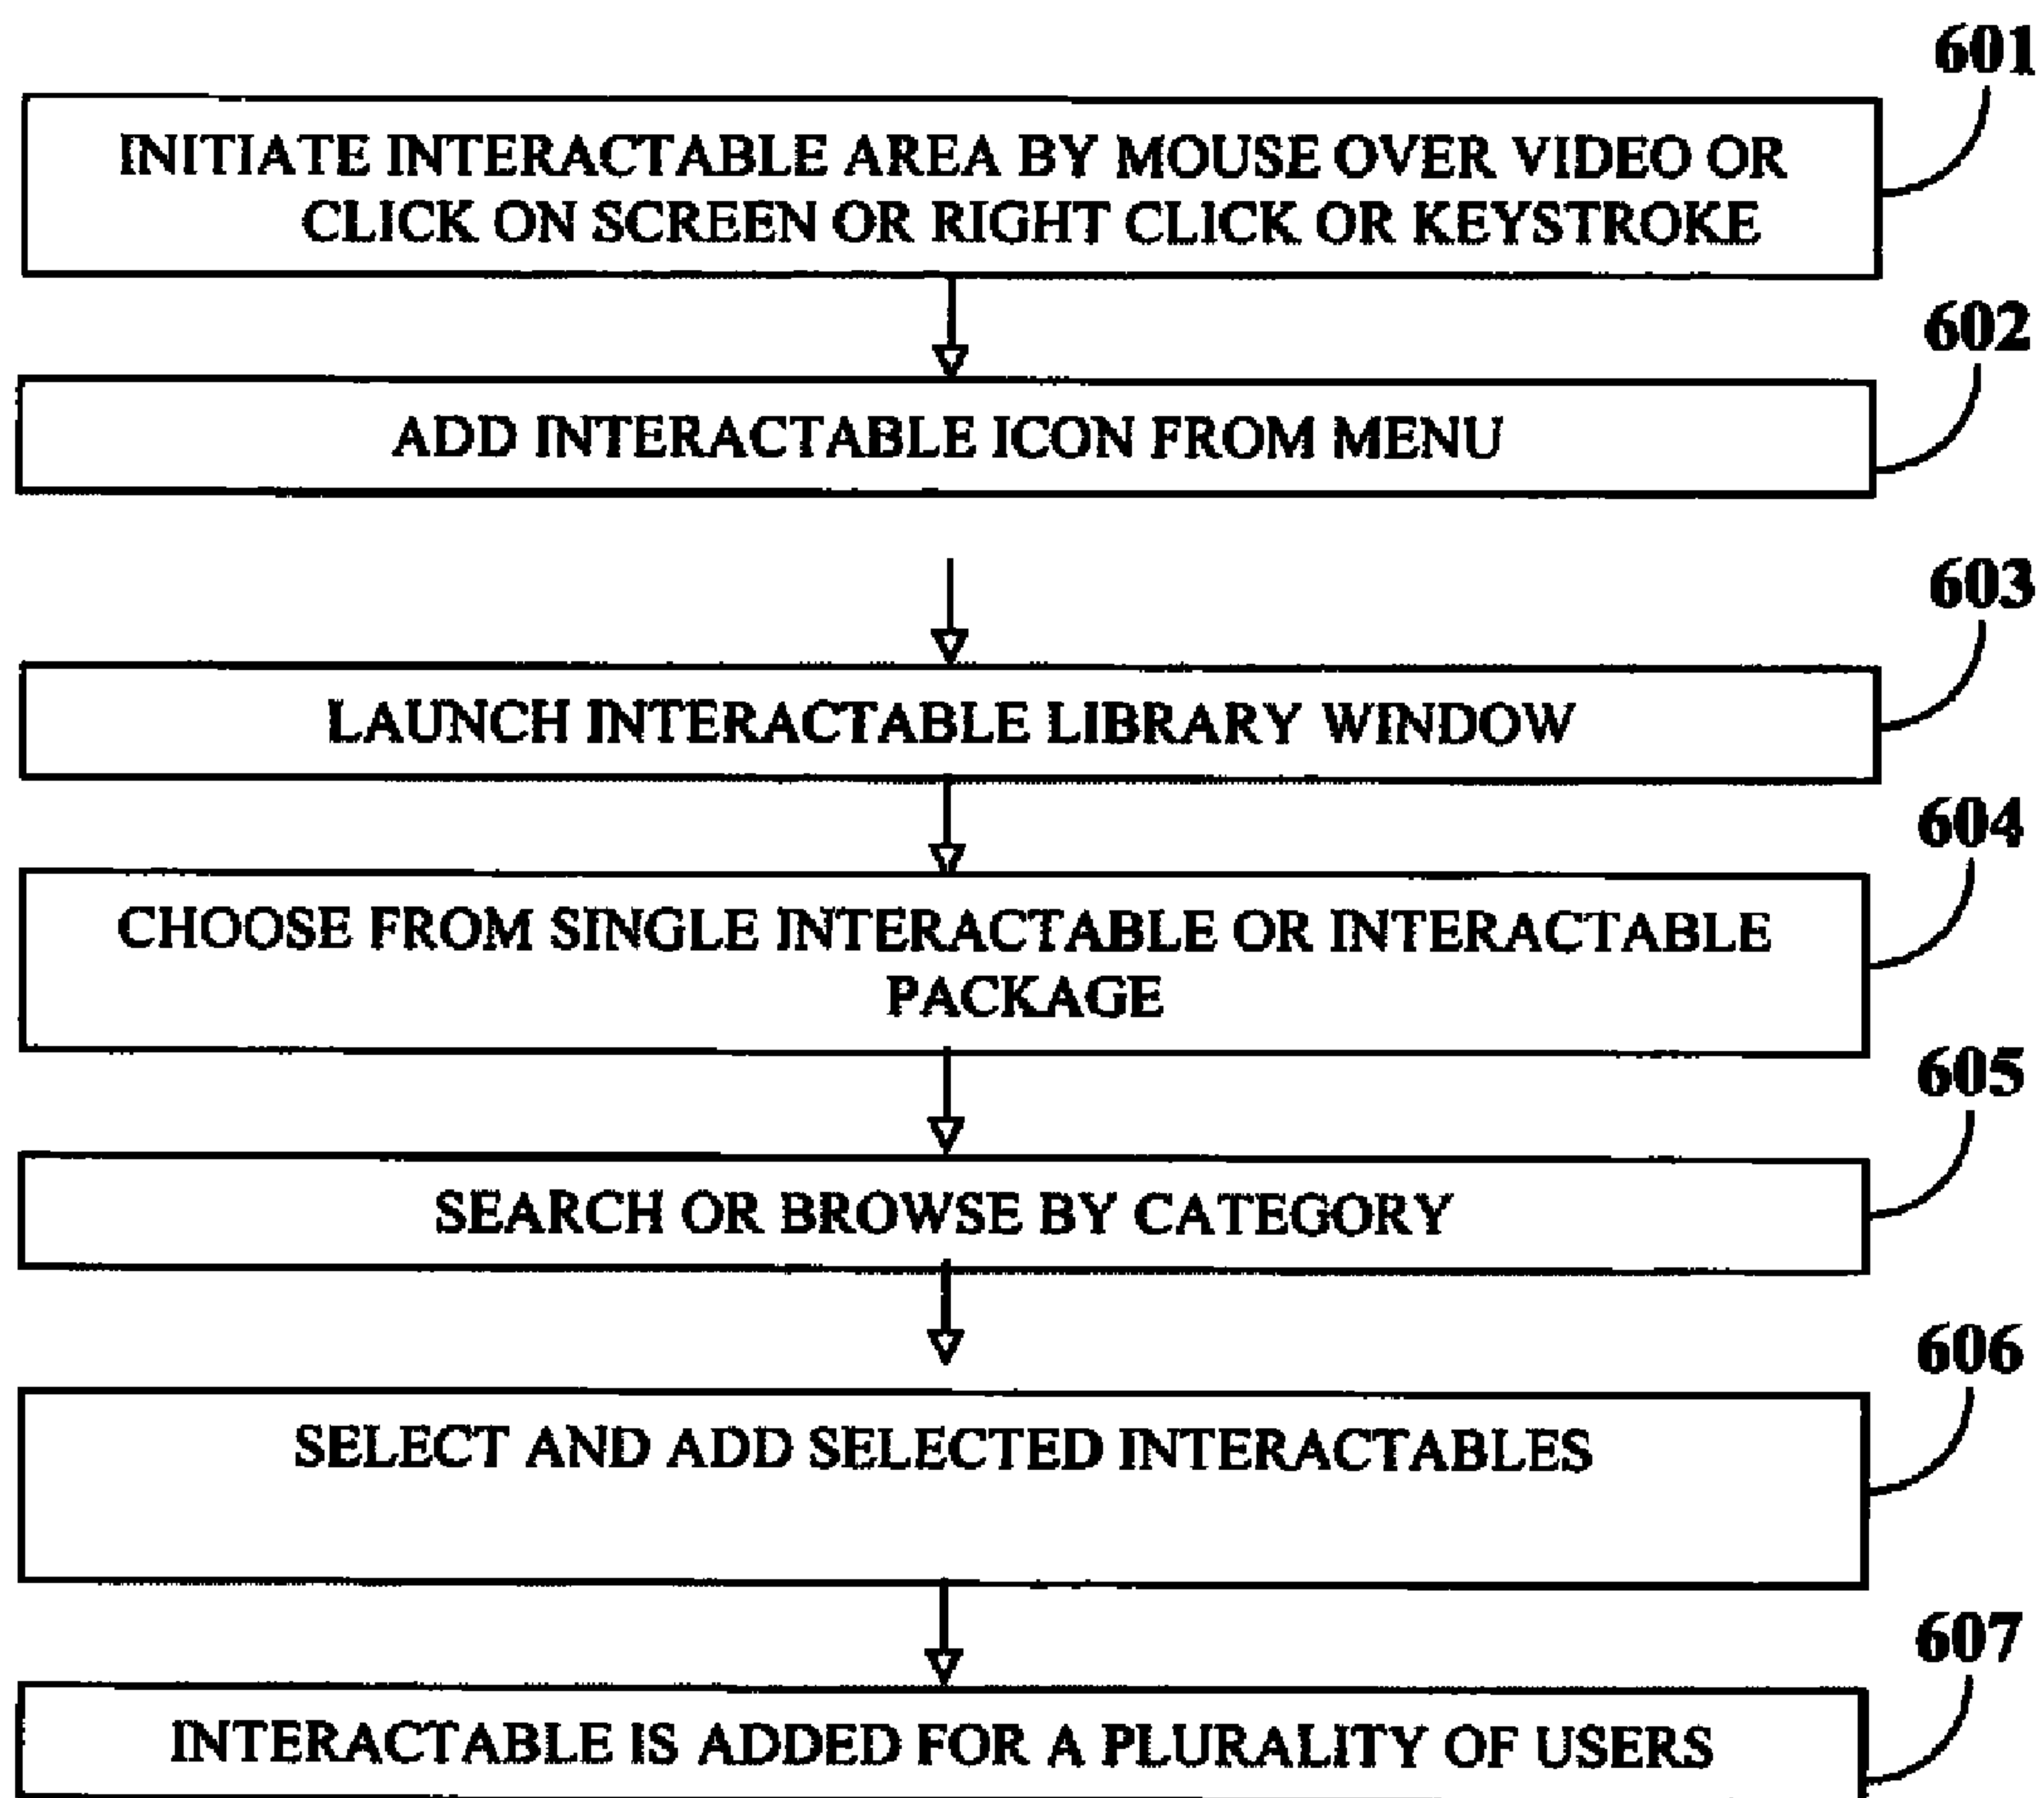 601
INITIATE INTERACTABLE AREA BY MOUSE OVER VIDEO OR
CLICK ON SCREEN OR RIGHT CLICK OR KEYSTROKE
602
ADD INTERACTABLE ICON FROM MENU
603
LAUNCH INTERACTABLE LIBRARY WINDOW
604
CHOOSE FROM SINGLE INTERACTABLE OR INTERACTABLE
PACKAGE
605
SEARCH OR BROWSE BY CATEGORY
606
SELECT AND ADD SELECTED INTERACTABLES
607
INTERACTABLE IS ADDED FOR A PLURALITY OF USERS